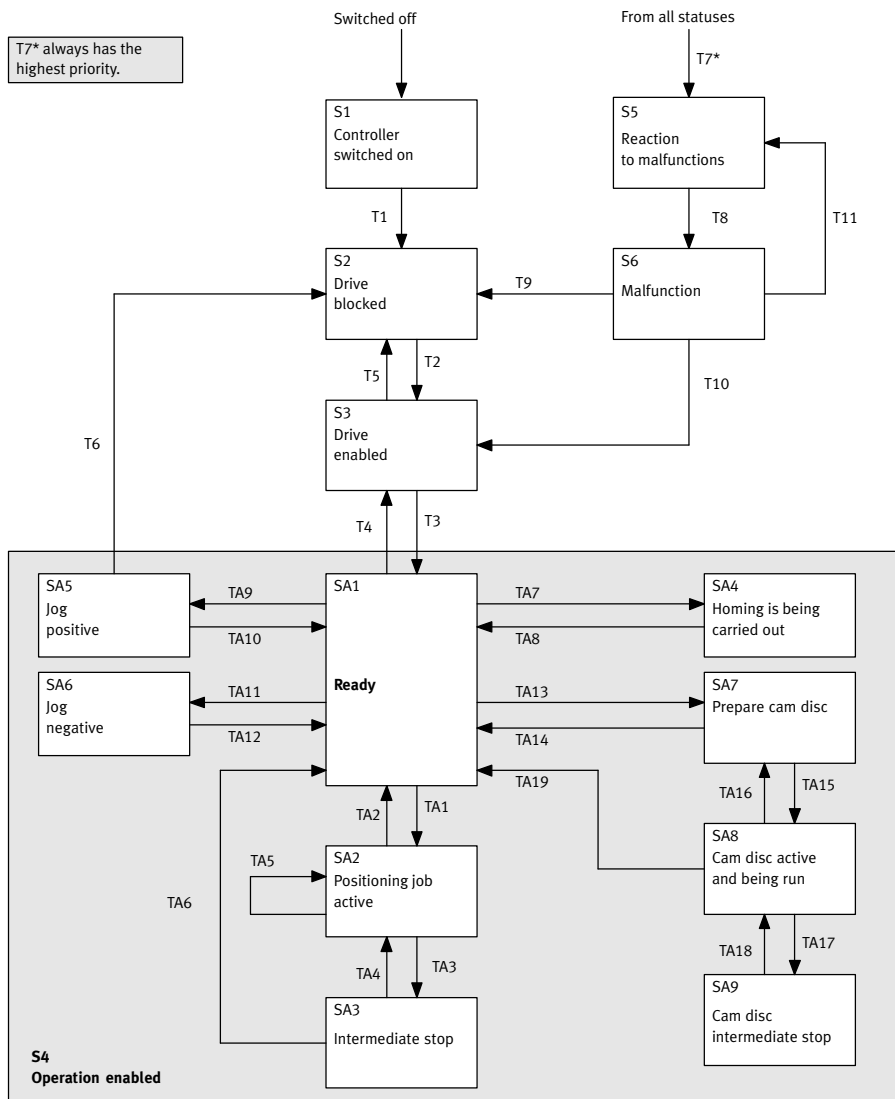 Switched off
From all statuses
T7* always has the
highest priority.
T7*
S1
Controller
switched on
S5
Reaction
to malfunctions
T1
T8
T11
S2
Drive
blocked
T9
S6
Malfunction
T5
T2
T10
S3
Drive
enabled
T6
T4
T3
SA5
Jog
positive
TA9
TA10
SA1
Ready
TA7
TA8
SA4
Homing is being
carried out
SA6
Jog
negative
TA11
TA12
TA13
TA14
SA7
Prepare cam disc
TA19
TA16
TA15
TA2
TA1
TA5
SA2
Positioning job
active
SA8
Cam disc active
and being run
TA6
TA4
TA3
TA18
TA17
SA3
Intermediate stop
SA9
Cam disc
intermediate stop
S4
Operation enabled